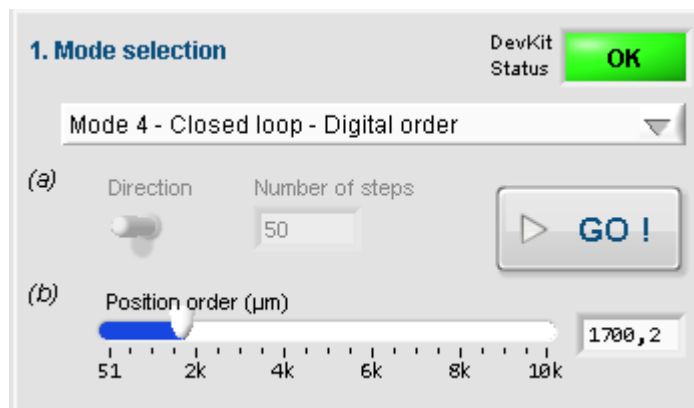 1. Mode selection
DevKit
Status
OK
Mode 4 - Closed loop - Digital order
(a)
Direction
Number of steps
50
GO !
(b)
Position order (µm)
1700,2
51 2k 4k 6k 8k 10k